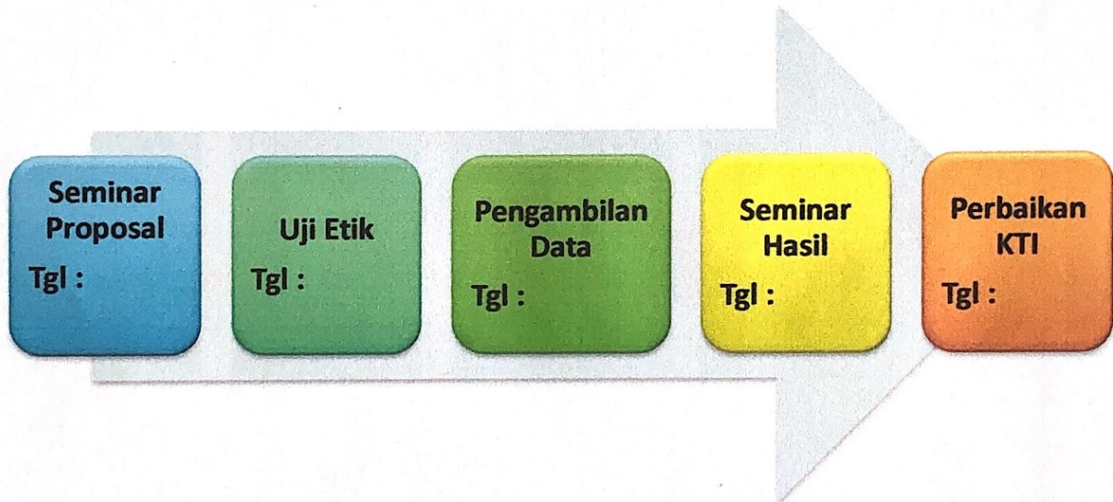 Seminar
Proposal
Tgl :
Uji Etik
Tgl :
Pengambilan
Data
Tgl :
Seminar
Hasil
Tgl :
Perbaikan
KTI
Tgl :